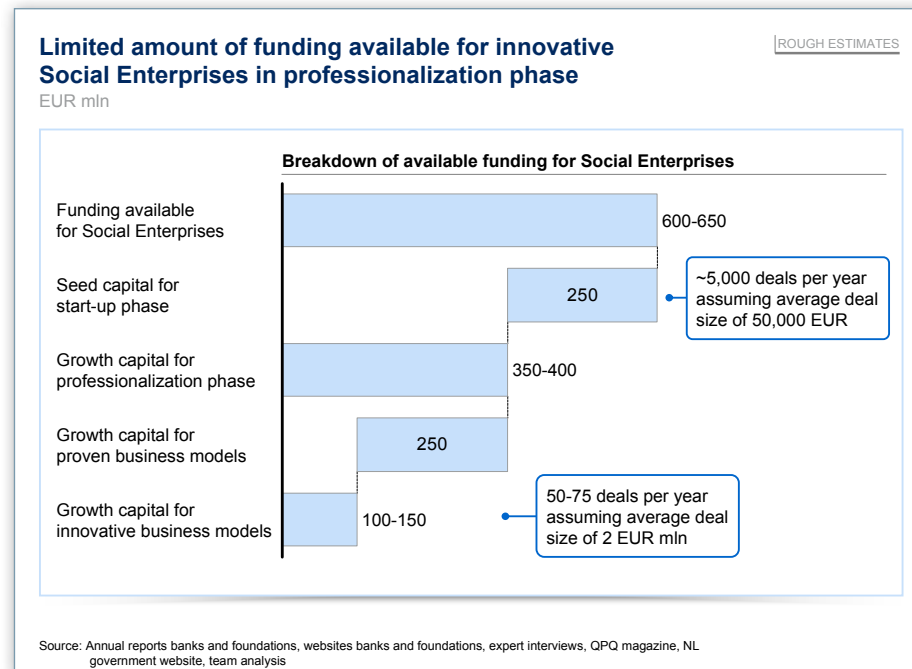 Limited amount of funding available for innovative
Social Enterprises in professionalization phase
ROUGH ESTIMATES
EUR mln
Breakdown of available funding for Social Enterprises
Funding available
for Social Enterprises
600-650
Seed capital for
start-up phase
250
~5,000 deals per year
assuming average deal
size of 50,000 EUR
Growth capital for
professionalization phase
350-400
Growth capital for
proven business models
250
Growth capital for
innovative business models
100-150
50-75 deals per year
assuming average deal
size of 2 EUR mln
Source: Annual reports banks and foundations, websites banks and foundations, expert interviews, QPQ magazine, NL
government website, team analysis